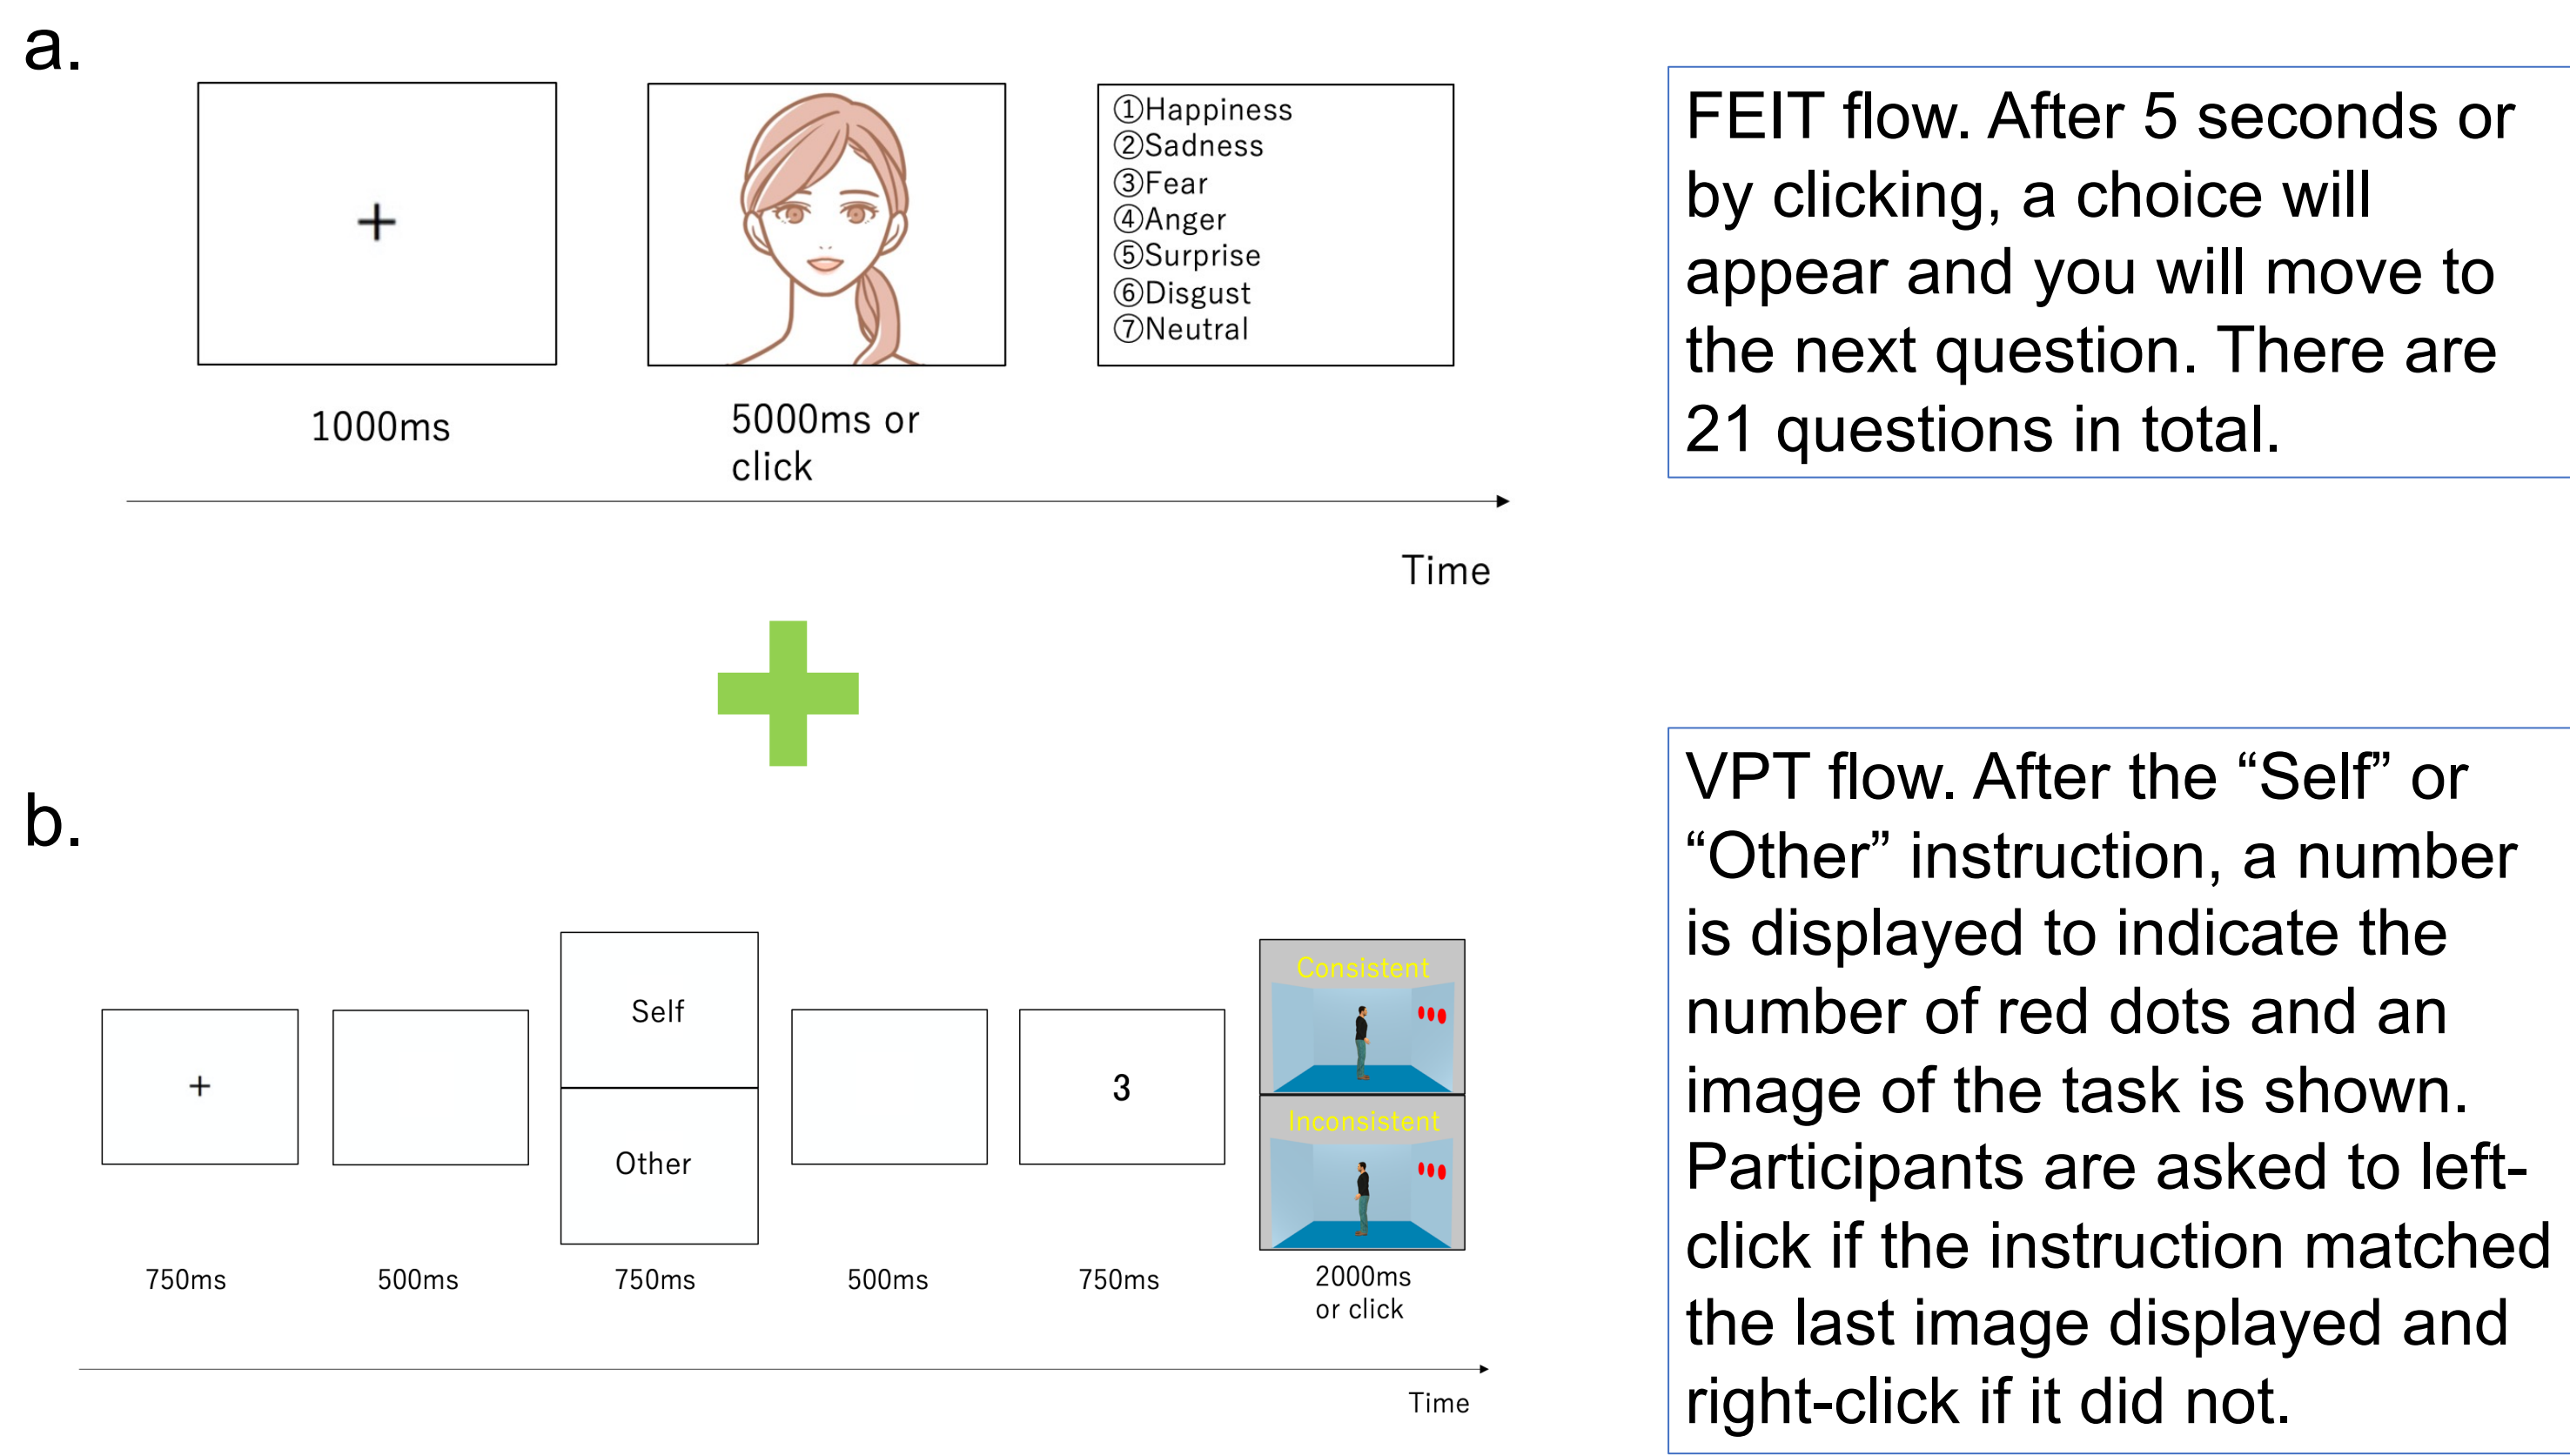 a.
+
①Happiness
②Sadness
③Fear
④Anger
⑤Surprise
⑥Disgust
⑦Neutral
1000ms
5000ms or
click
Time
FEIT flow. After 5 seconds or
by clicking, a choice will
appear and you will move to
the next question. There are
21 questions in total.
b.
+
Self
Other
3
Consistent
Inconsistent
750ms
500ms
750ms
500ms
750ms
2000ms
or click
Time
VPT flow. After the “Self” or
“Other” instruction, a number
is displayed to indicate the
number of red dots and an
image of the task is shown.
Participants are asked to left-
click if the instruction matched
the last image displayed and
right-click if it did not.